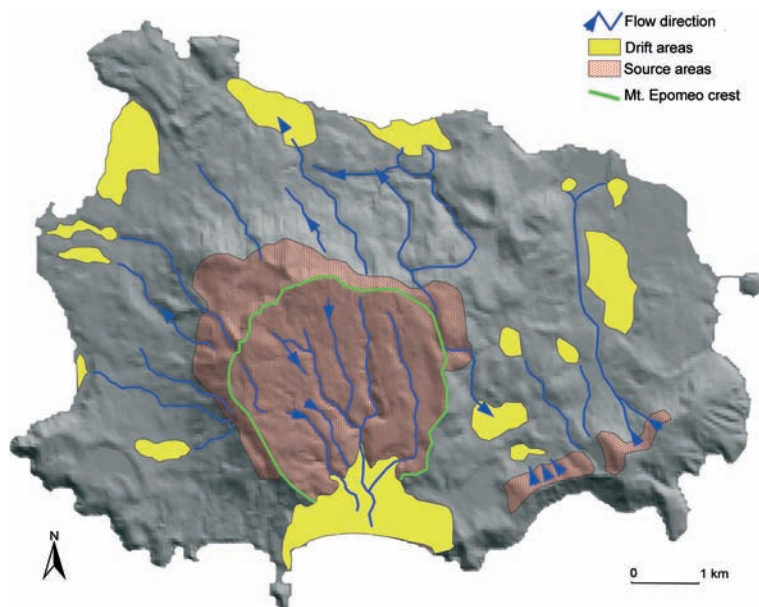 Flow direction
Drift areas
Source areas
Mt. Epomeo crest
N
0 1 km